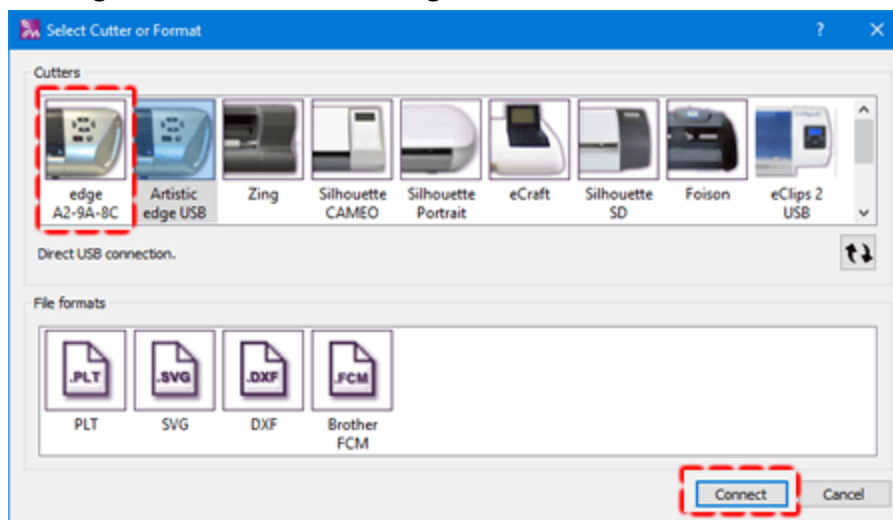 Select Cutter or Format
?
Cutters
edge
A2-9A-8C
Artistic
edge USB
Zing
Silhouette
CAMEO
Silhouette
Portrait
eCraft
Silhouette
SD
Foison
eClips 2
USB
Direct USB connection.
File formats
.PLT
.SVG
.DXF
.FCM
PLT
SVG
DXF
Brother
FCM
Connect
Cancel